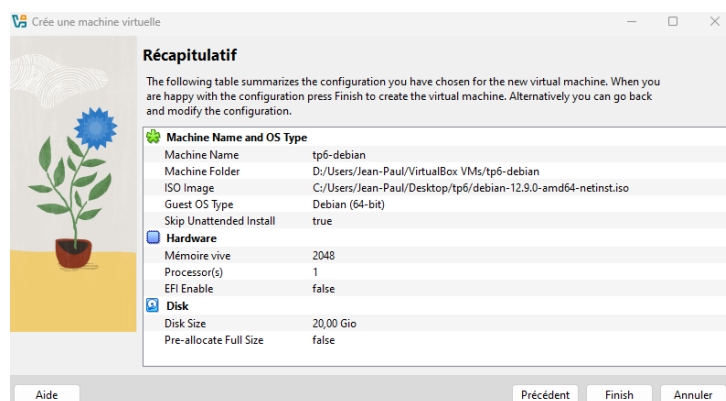 Crée une machine virtuelle
Récapitulatif
The following table summarizes the configuration you have chosen for the new virtual machine. When you
are happy with the configuration press Finish to create the virtual machine. Alternatively you can go back
and modify the configuration.
Machine Name and OS Type
Machine Name tp6-debian
Machine Folder D:/Users/Jean-Paul/VirtualBox VMs/tp6-debian
ISO Image C:/Users/Jean-Paul/Desktop/tp6/debian-12.9.0-amd64-netinst.iso
Guest OS Type Debian (64-bit)
Skip Unattended Install true
Hardware
Mémoire vive 2048
Processor(s) 1
EFI Enable false
Disk
Disk Size 20,00 Gio
Pre-allocate Full Size false
Aide Précédent Finish Annuler